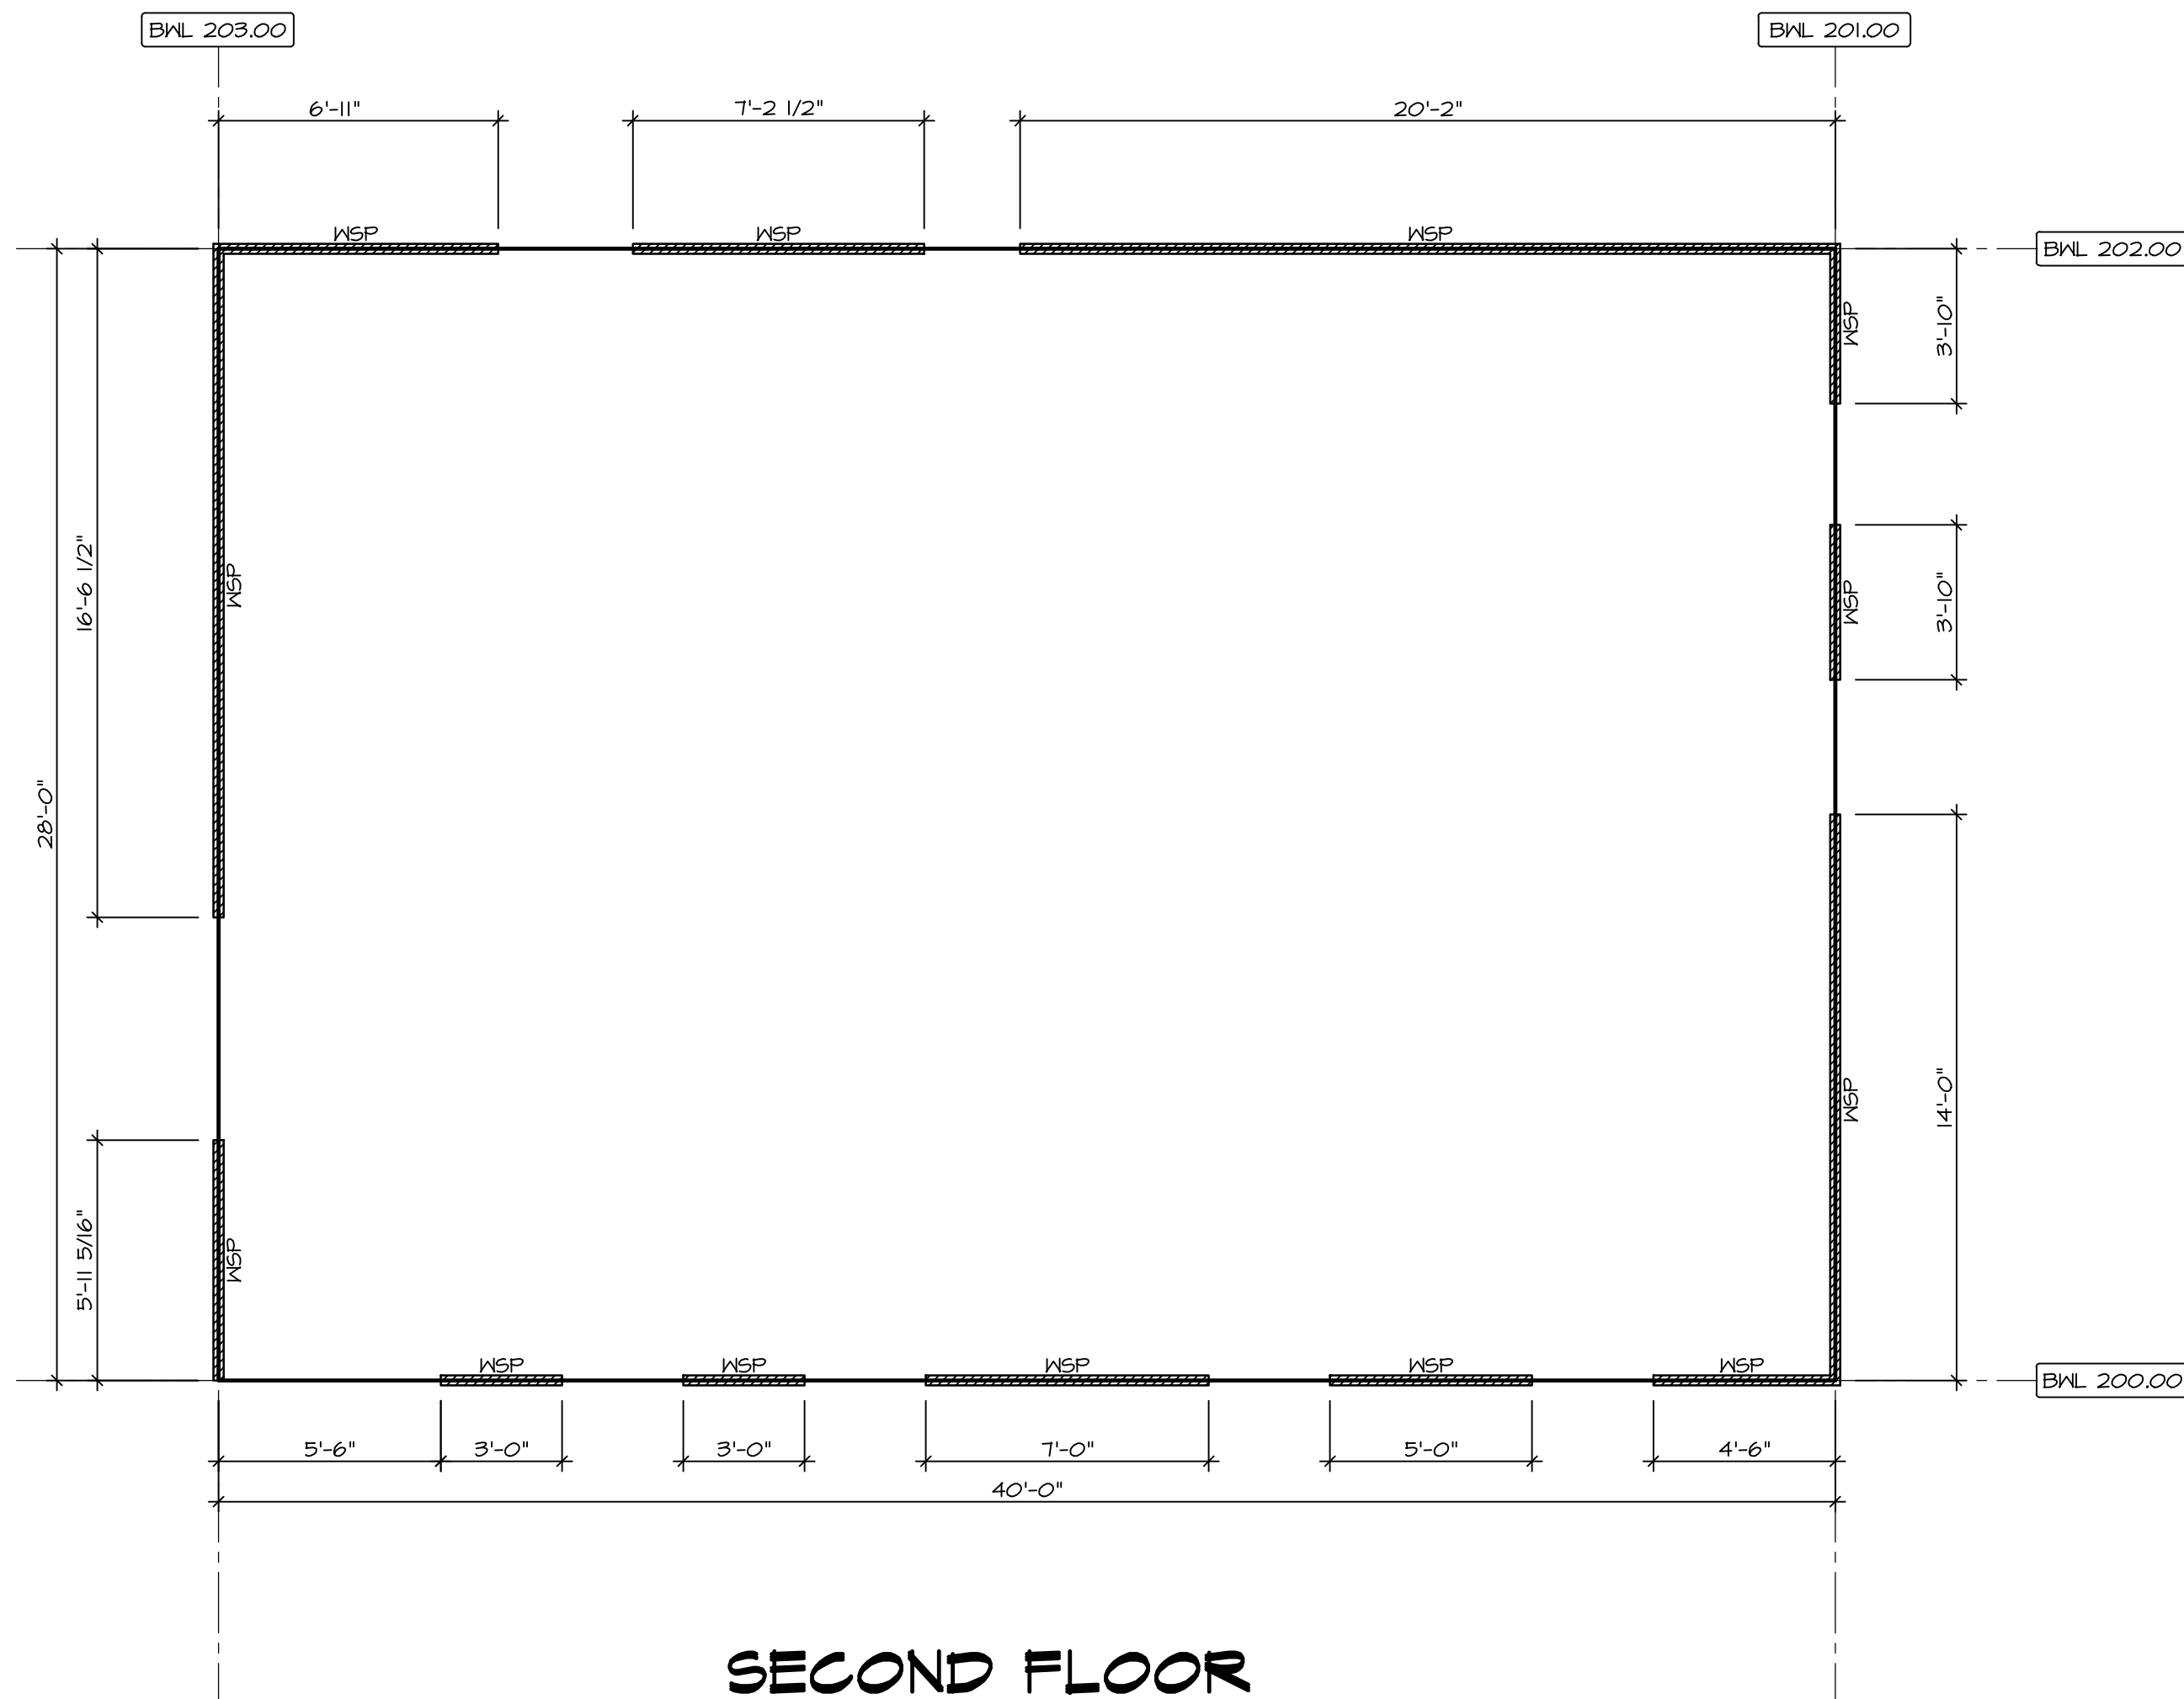 BWL 203.00
BWL 201.00
6'-11"
7'-2 1/2"
20'-2"
WSP
WSP
WSP
BWL 202.00
WSP
3'-10"
16'-6 1/2"
WSP
WSP
3'-10"
28'-0"
WSP
14'-0"
5'-11 5/16"
WSP
WSP
WSP
WSP
WSP
WSP
BWL 200.00
5'-6"
3'-0"
3'-0"
7'-0"
5'-0"
4'-6"
40'-0"
SECOND FLOOR